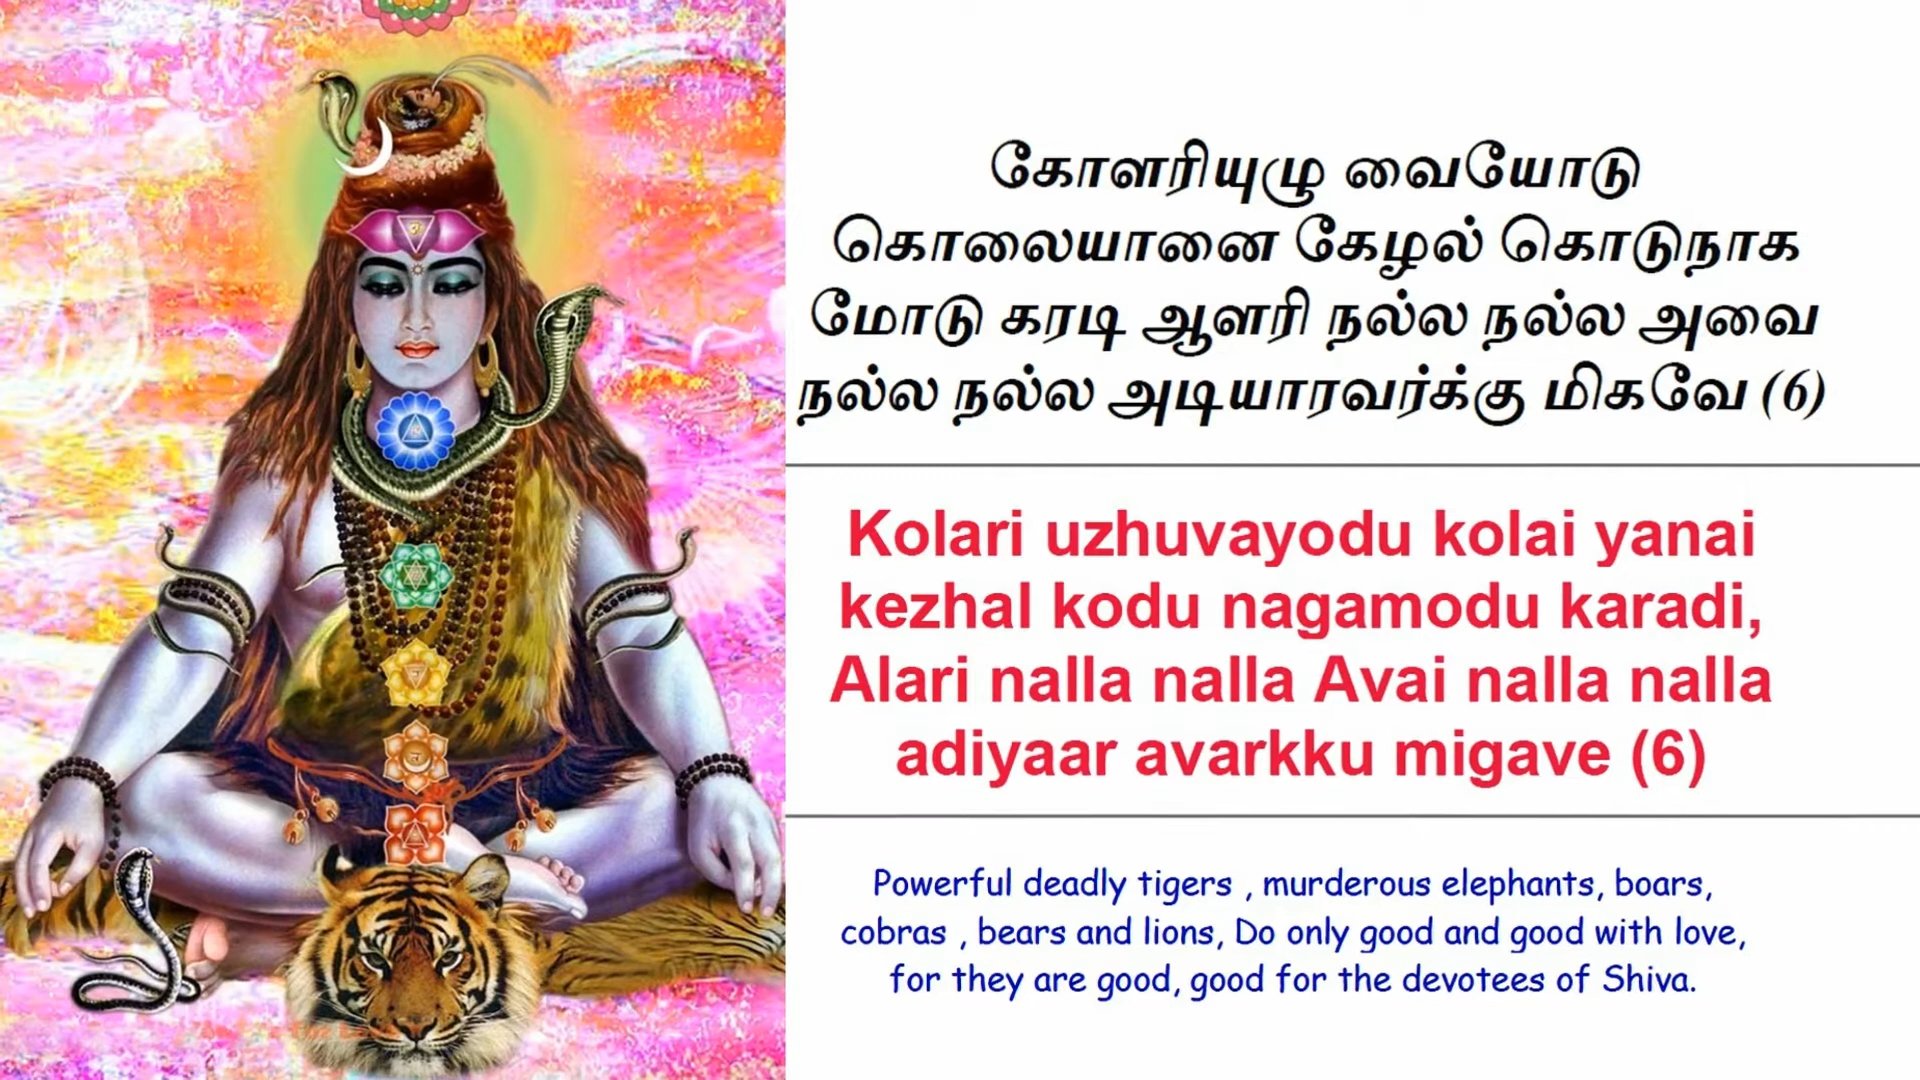 கோளரியுழு வையோடு
கொலையானை கேழல் கொடுநாக
மோடு கரடி ஆளரி நல்ல நல்ல அவை
நல்ல நல்ல அடியாரவர்க்கு மிகவே (6)
Kolari uzhuvayodu kolai yanai
kezhal kodu nagamodu karadi,
Alari nalla nalla Avai nalla nalla
adiyaar avarkku migave (6)
Powerful deadly tigers , murderous elephants, boars,
cobras , bears and lions, Do only good and good with love,
for they are good, good for the devotees of Shiva.